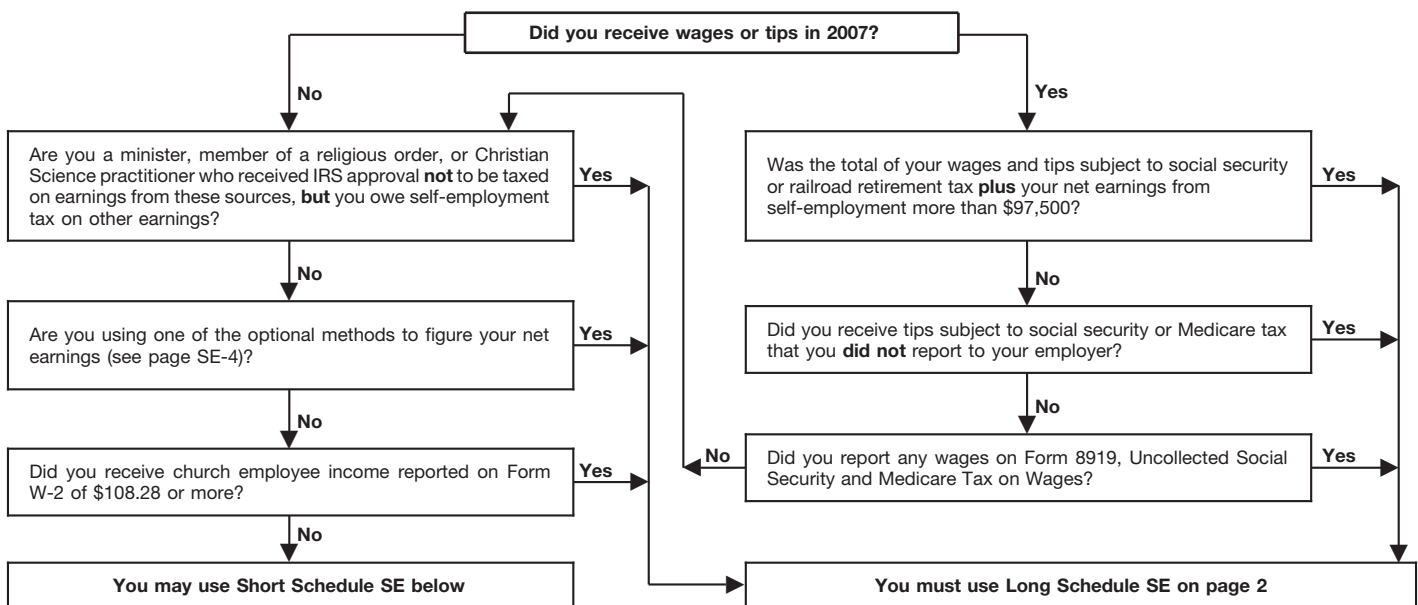 Did you receive wages or tips in 2007?
No
Yes
Are you a minister, member of a religious order, or Christian
Science practitioner who received IRS approval not to be taxed
on earnings from these sources, but you owe self-employment
tax on other earnings?
Yes
Was the total of your wages and tips subject to social security
or railroad retirement tax plus your net earnings from
self-employment more than $97,500?
Yes
No
No
Are you using one of the optional methods to figure your net
earnings (see page SE-4)?
Yes
Did you receive tips subject to social security or Medicare tax
that you did not report to your employer?
Yes
No
No
Did you receive church employee income reported on Form
W-2 of $108.28 or more?
Yes
No
Did you report any wages on Form 8919, Uncollected Social
Security and Medicare Tax on Wages?
Yes
No
You may use Short Schedule SE below
You must use Long Schedule SE on page 2